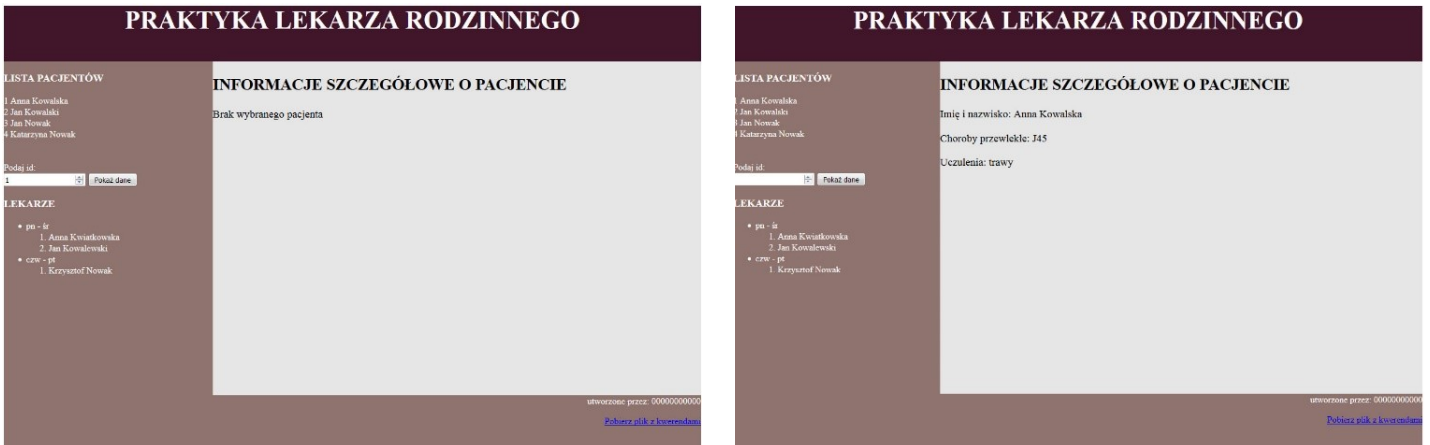 PRAKTYKA LEKARZA RODZINNEGO
LISTA PACJENTÓW
1 Anna Kowalska
2 Jan Kowalski
3 Jan Nowak
4 Katarzyna Nowak
Podaj id:
1
Pokaż dane
LEKARZE
• pn - śr
1. Anna Kwiatkowska
2. Jan Kowalewski
• czw - pt
1. Krzysztof Nowak
INFORMACJE SZCZEGÓŁOWE O PACJENCIE
Brak wybranego pacjenta
utworzone przez: 00000000000
Pobierz plik z kwerendami
PRAKTYKA LEKARZA RODZINNEGO
LISTA PACJENTÓW
1 Anna Kowalska
2 Jan Kowalski
3 Jan Nowak
4 Katarzyna Nowak
Podaj id:
Pokaż dane
LEKARZE
• pn - śr
1. Anna Kwiatkowska
2. Jan Kowalewski
• czw - pt
1. Krzysztof Nowak
INFORMACJE SZCZEGÓŁOWE O PACJENCIE
Imię i nazwisko: Anna Kowalska
Choroby przewlekłe: J45
Uczulenia: trawy
utworzone przez: 00000000000
Pobierz plik z kwerendami